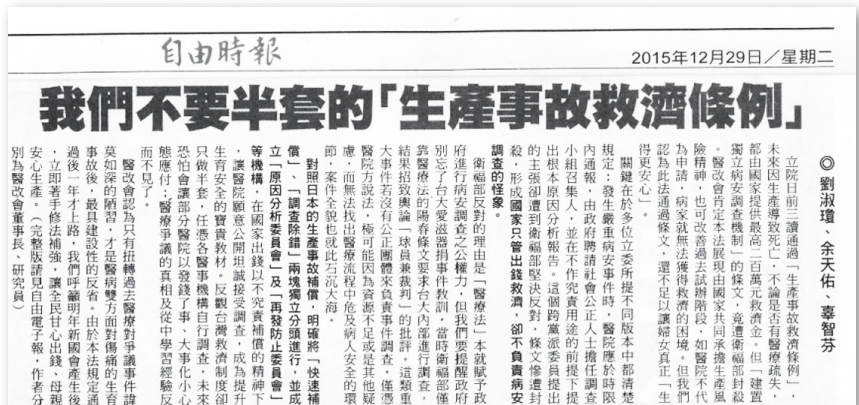 自由時報
2015年12月29日／星期二
我們不要半套的「生產事故救濟條例」
◎劉淑瓊、余天佑、辜智芬
立院日前三讀通過「生產事故救濟條例」，
未來因生產導致死亡，不論是否有醫療疏失，
都由國家提供最高二百萬元救濟金。但「建置
獨立病安調查機制」的條文，竟遭衛福部封殺
。醫改會肯定本法展現由國家共同承擔生產風
險精神，也可改善過去試辦階段，如醫院不代
為申請，病家就無法獲得救濟的困境。但我們
認為此法通過條文，還不足以讓婦女真正「生
得更安心」。
關鍵在於多位立委所提不同版本中都清楚
規定：發生嚴重病安事件時，醫院應於時限
內通報，由政府聘請社會公正人士擔任調查
小組召集人，並在不作究責用途的前提下提
出根本原因分析報告。這個跨黨派委員提出
的主張卻遭到衛福部堅決反對，條文慘遭封
殺，形成國家只管出錢救濟，卻不負責病安
調查的怪象。
衛福部反對的理由是「醫療法」本就賦予政
府進行病安調查之公權力，但我們要提醒政府
別忘了台大愛滋器捐事件教訓，當時衛福部僅
靠醫療法的陽春條文要求台大內部進行調查，
結果招致輿論「球員兼裁判」的批評。這類重
大事件若沒有公正團體來負責事件調查，僅憑
醫院方說法，極可能因為資源不足或是其他疑
慮，而無法找出醫療流程中危及病人安全的環
節，案件全貌也就此石沉大海。
對照日本的生產事故補償，明確將「快速補
償」、「調查除錯」兩塊獨立分頭進行，並成
立「原因分析委員會」及「再發防止委員會」
等機構，在國家出錢以不究責補償的精神下
，讓醫院願意公開坦誠接受調查，成為提升
生育安全的寶貴教材。反觀台灣救濟制度卻
只做半套，任憑各醫事機構自行調查，未來
恐怕會讓部分醫院以發錢了事、大事化小心
態應付；醫療爭議的真相及從中學習經驗反
而不見了。
醫改會認為只有扭轉過去醫療對爭議事件諱
莫如深的陋習，才是醫病雙方面對傷痛的生育
事故後，最具建設性的反省。由於本法規定通
過後一年才上路，我們呼籲明年新國會產生後
，立即著手修法補強，讓全民甘心出錢、母親
安心生產。（完整版請見自由電子報，作者分
別為醫改會董事長、研究員）